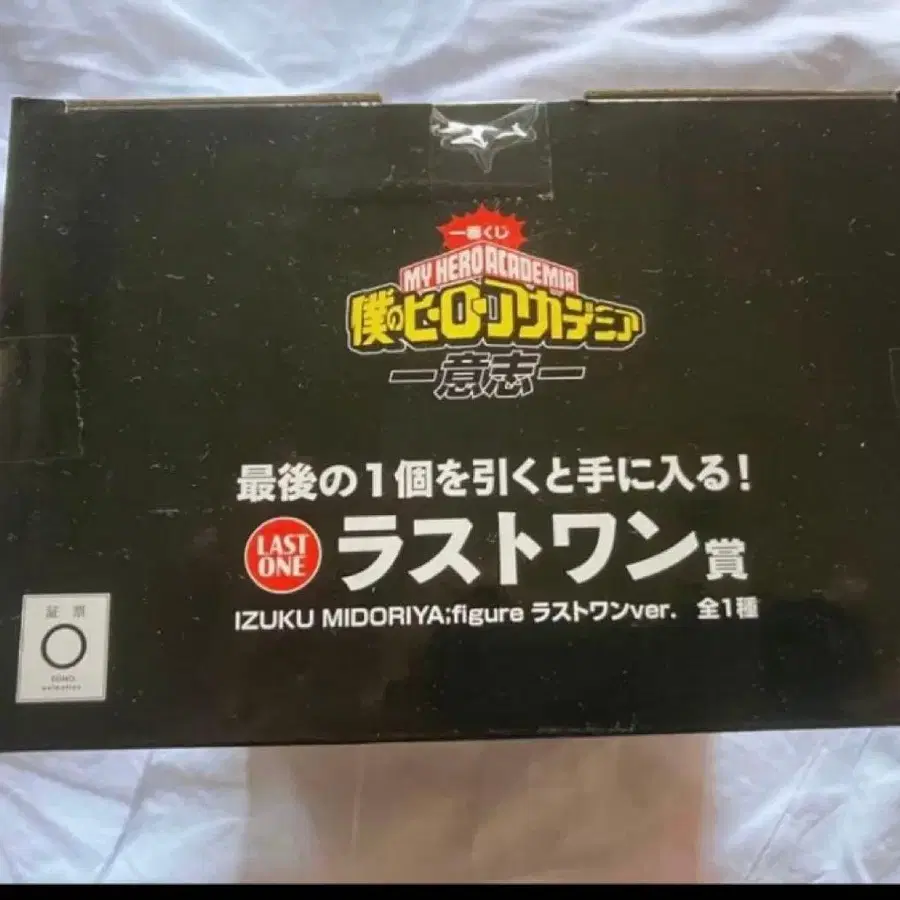 一番くじ
MY HERO ACADEMIA
僕のヒーローアカデミア
―意志―
最後の1個を引くと手に入る!
LAST ONE ラストワン賞
IZUKU MIDORIYA;figure ラストワンver. 全1種
証票